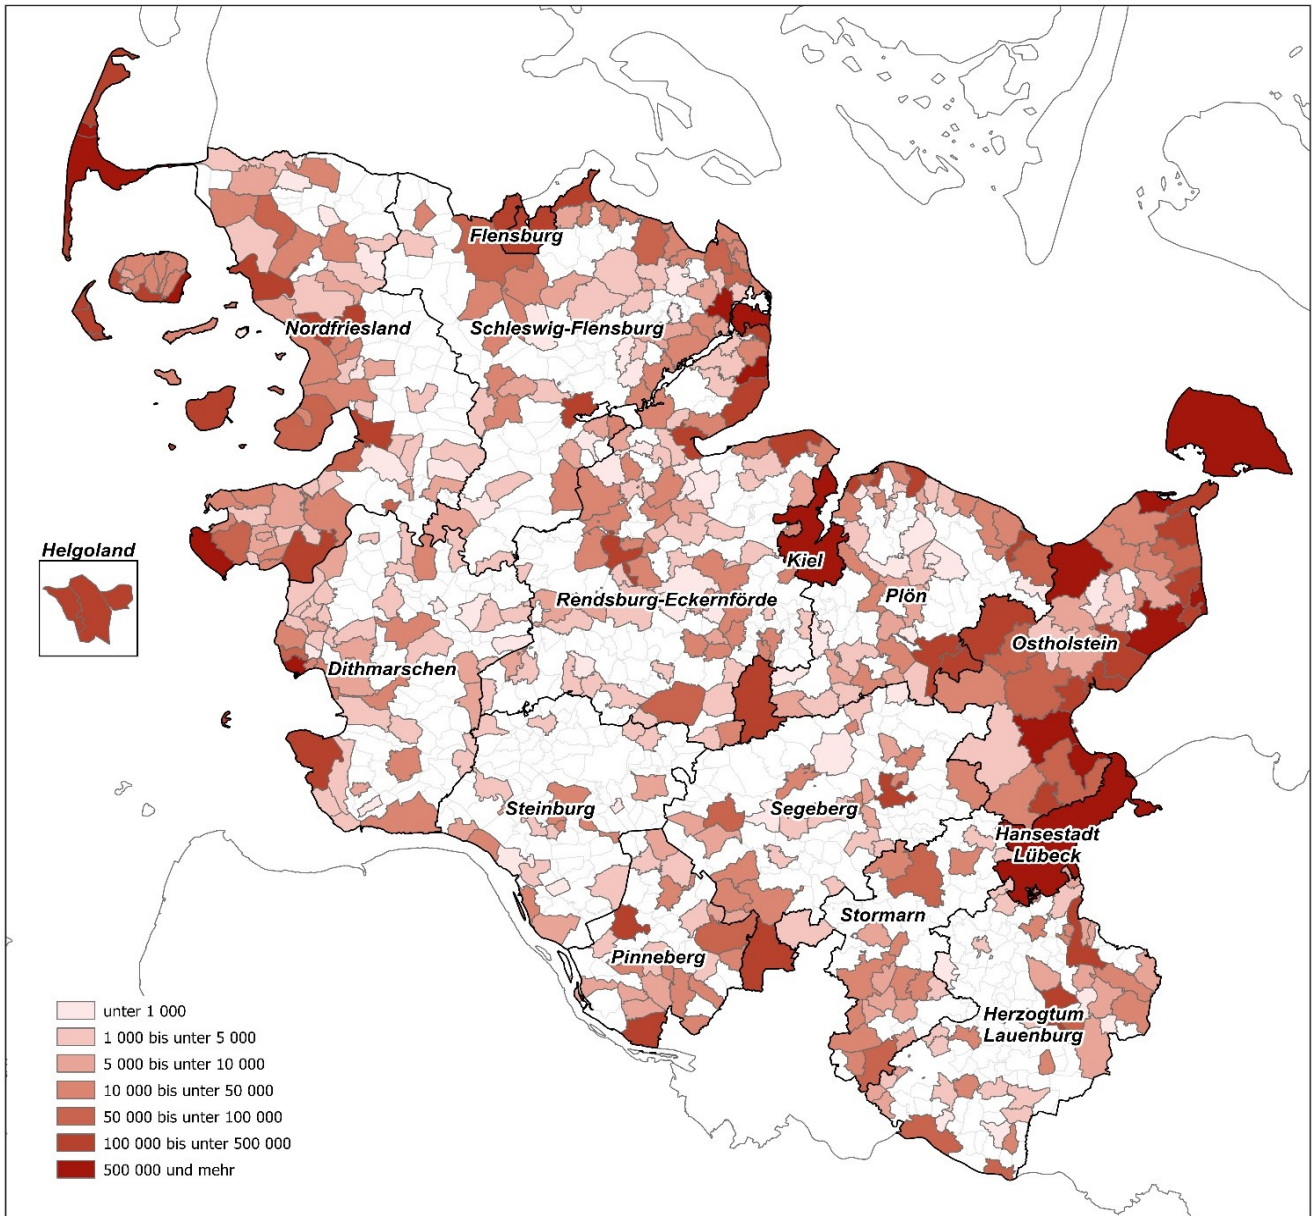 Flensburg
Nordfriesland
Schleswig-Flensburg
Helgoland
Kiel
Rendsburg-Eckernförde
Plön
Ostholstein
Dithmarschen
Steinburg
Segeberg
Hansestadt
Lübeck
Stormarn
Pinneberg
Herzogtum
Lauenburg
unter 1 000
1 000 bis unter 5 000
5 000 bis unter 10 000
10 000 bis unter 50 000
50 000 bis unter 100 000
100 000 bis unter 500 000
500 000 und mehr